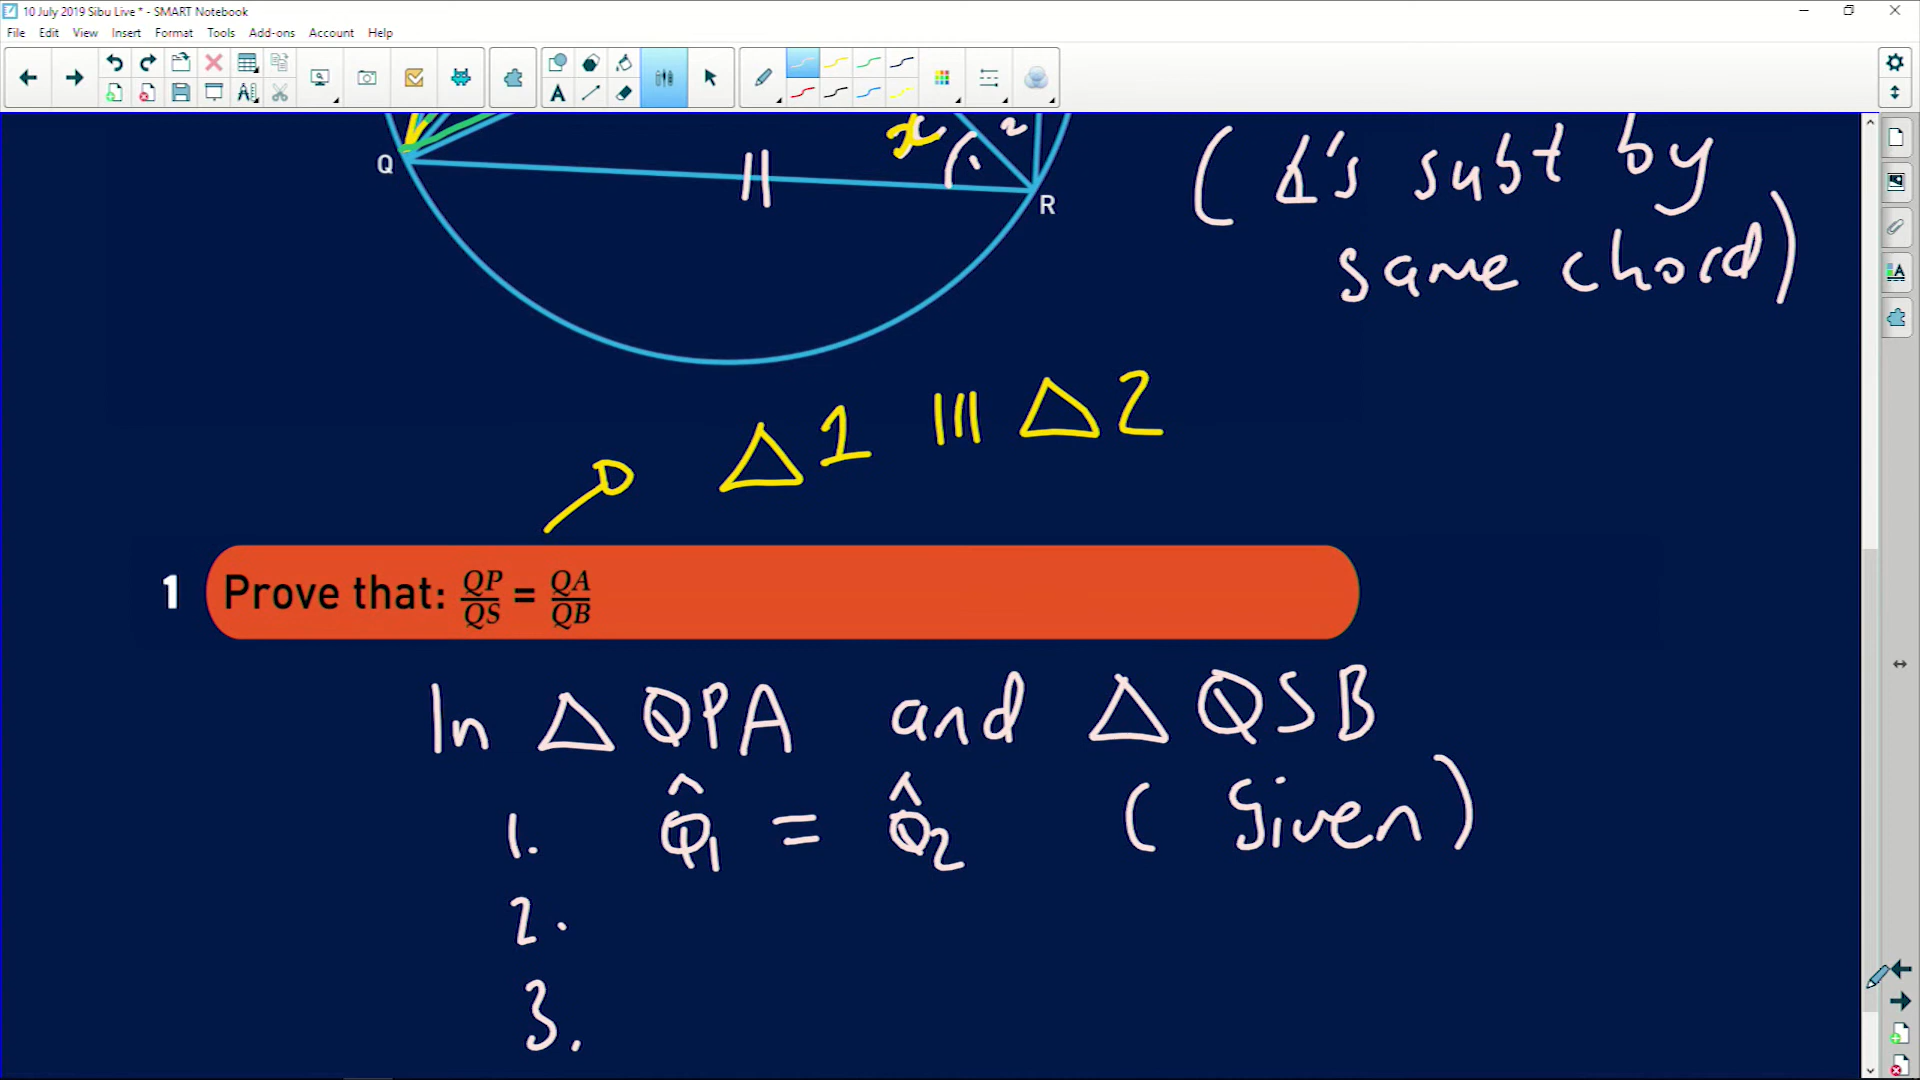 10 July 2019 Sibu Live * - SMART Notebook
File Edit View Insert Format Tools Add-ons Account Help
Q
x
1
2
R
(∆'s subt by
same chord)
∆1 ||| ∆2
1 Prove that: QP/QS = QA/QB
In ∆ QPA and ∆ QSB
1. Q̂1 = Q̂2 (Given)
2.
3.